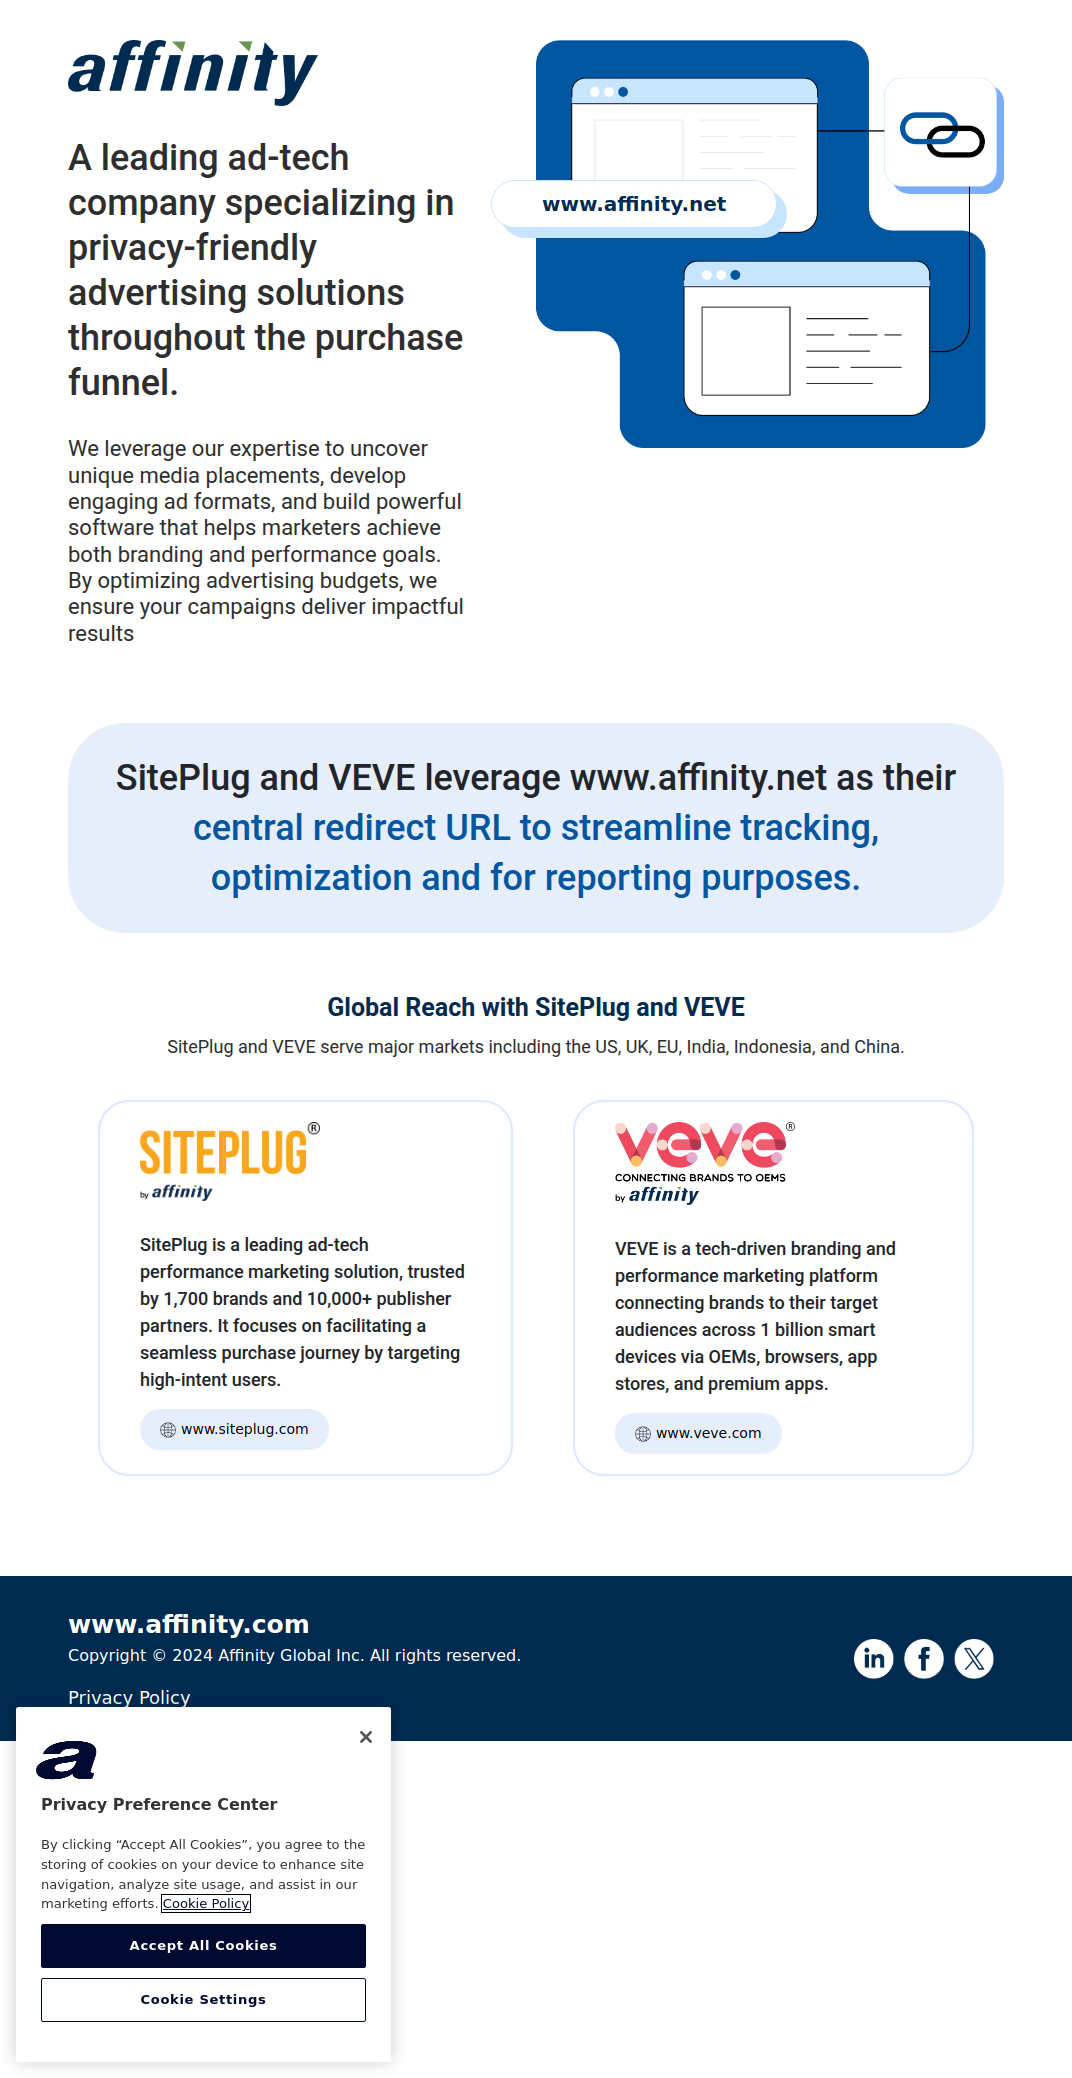 affinity
A leading ad-tech
company specializing in
privacy-friendly
advertising solutions
throughout the purchase
funnel.
We leverage our expertise to uncover
unique media placements, develop
engaging ad formats, and build powerful
software that helps marketers achieve
both branding and performance goals.
By optimizing advertising budgets, we
ensure your campaigns deliver impactful
results
www.affinity.net
SitePlug and VEVE leverage www.affinity.net as their
central redirect URL to streamline tracking,
optimization and for reporting purposes.
Global Reach with SitePlug and VEVE
SitePlug and VEVE serve major markets including the US, UK, EU, India, Indonesia, and China.
SITEPLUG®
by affinity
SitePlug is a leading ad-tech
performance marketing solution, trusted
by 1,700 brands and 10,000+ publisher
partners. It focuses on facilitating a
seamless purchase journey by targeting
high-intent users.
www.siteplug.com
veve®
CONNECTING BRANDS TO OEMS
by affinity
VEVE is a tech-driven branding and
performance marketing platform
connecting brands to their target
audiences across 1 billion smart
devices via OEMs, browsers, app
stores, and premium apps.
www.veve.com
www.affinity.com
Copyright © 2024 Affinity Global Inc. All rights reserved.
Privacy Policy
in f X
a
Privacy Preference Center
By clicking “Accept All Cookies”, you agree to the
storing of cookies on your device to enhance site
navigation, analyze site usage, and assist in our
marketing efforts. Cookie Policy
Accept All Cookies
Cookie Settings